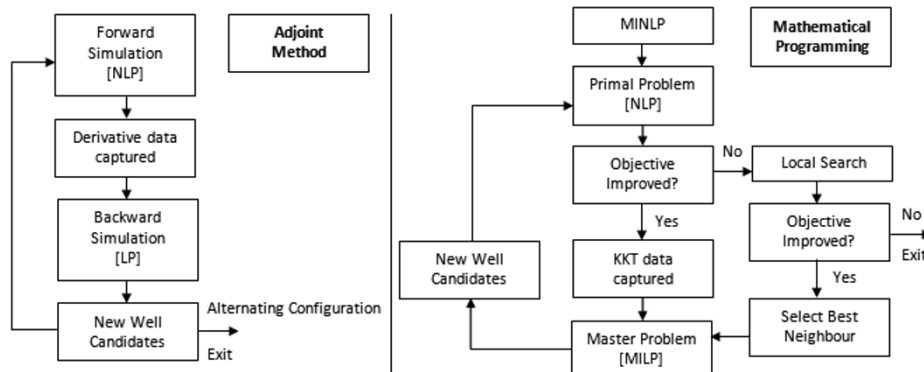 Adjoint
Method
Forward
Simulation
[NLP]
Derivative data
captured
Backward
Simulation
[LP]
New Well
Candidates
Alternating Configuration
Exit
Mathematical
Programming
MINLP
Primal Problem
[NLP]
Objective
Improved?
No
Local Search
Yes
Objective
Improved?
No
Exit
Yes
KKT data
captured
New Well
Candidates
Select Best
Neighbour
Master Problem
[MILP]